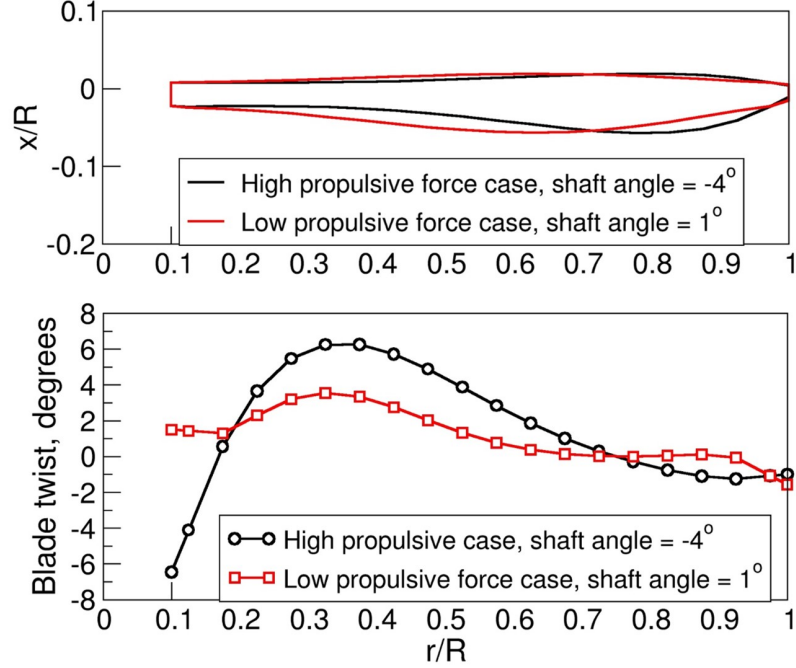 0.1
0
-0.1
-0.2
x/R
High propulsive force case, shaft angle = -4°
Low propulsive force case, shaft angle = 1°
0 0.1 0.2 0.3 0.4 0.5 0.6 0.7 0.8 0.9 1
8
6
4
2
0
-2
-4
-6
-8
Blade twist, degrees
High propulsive case, shaft angle = -4°
Low propulsive force case, shaft angle = 1°
0 0.1 0.2 0.3 0.4 0.5 0.6 0.7 0.8 0.9 1
r/R